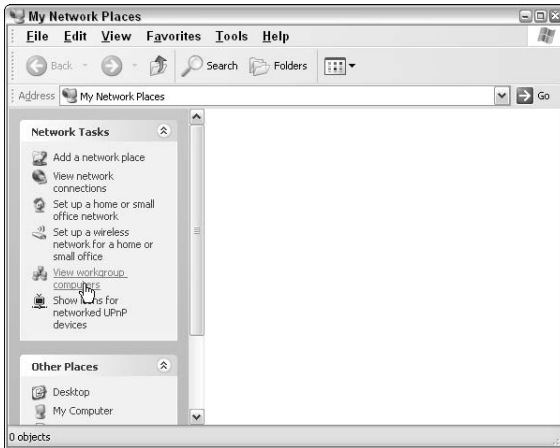 My Network Places
File Edit View Favorites Tools Help
Back Search Folders
Address My Network Places Go
Network Tasks
Add a network place
View network
connections
Set up a home or small
office network
Set up a wireless
network for a home or
small office
View workgroup
computers
Show icons for
networked UPnP
devices
Other Places
Desktop
My Computer
0 objects